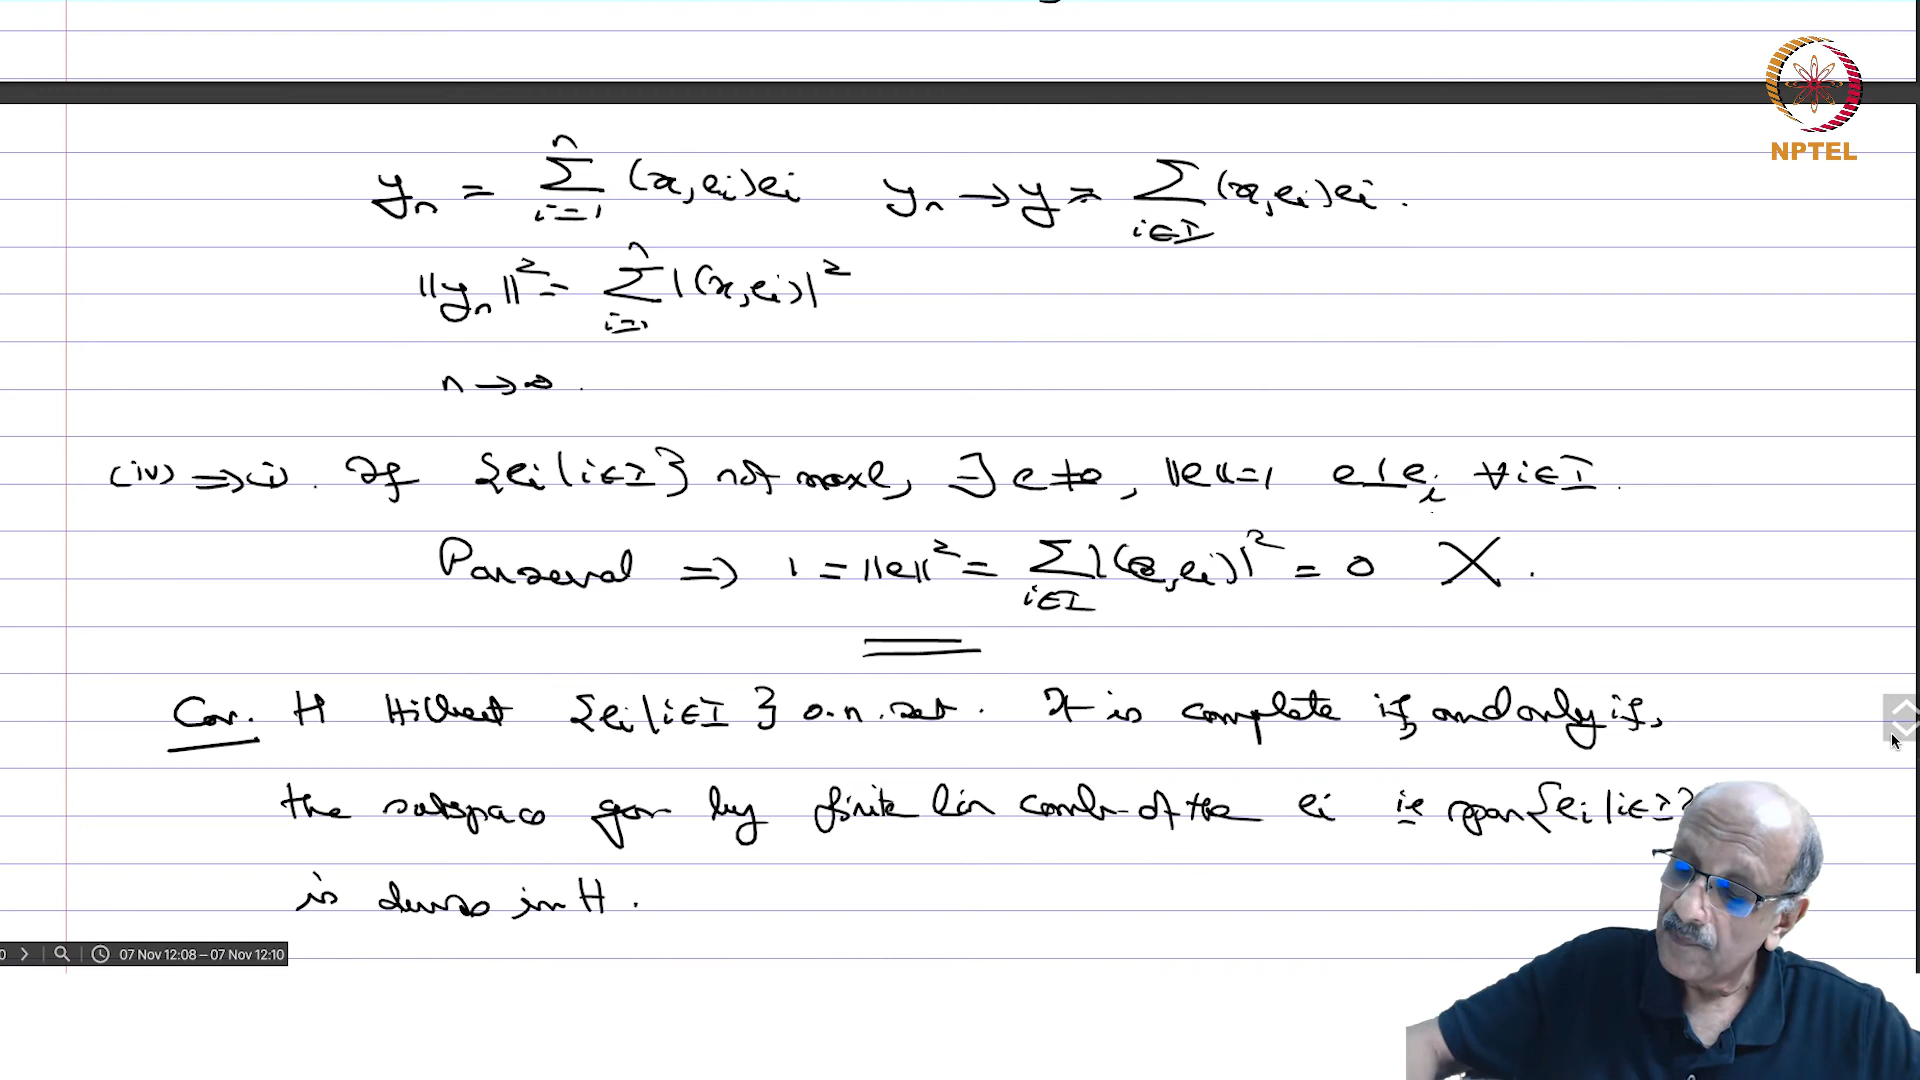 NPTEL
yₙ = Σ_{i=1}^{n} (x, eᵢ)eᵢ   yₙ → y = Σ_{i∈I} (x, eᵢ)eᵢ .
‖yₙ‖² = Σ_{i=1}^{n} |(x, eᵢ)|²
n → ∞ .
(iv) ⇒ (i) . If {eᵢ | i∈I} not maxl, ∃ e ≠ 0, ‖e‖=1 e ⊥ eᵢ ∀ i∈I .
Parseval ⇒ 1 = ‖e‖² = Σ_{i∈I} |(e, eᵢ)|² = 0 X .
Cor. H Hilbert {eᵢ | i∈I} o.n. set . It is complete if, and only if,
the subspace gen by finite lin comb. of the eᵢ ie span{eᵢ | i∈I}
is dense in H .
07 Nov 12:08 – 07 Nov 12:10